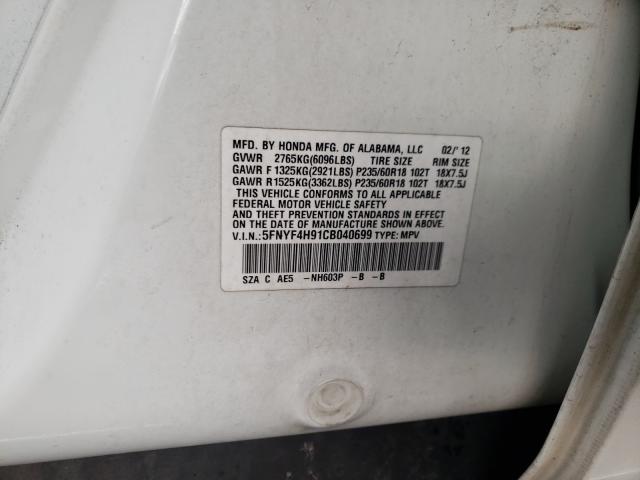 MFD. BY HONDA MFG. OF ALABAMA, LLC 02/'12
GVWR 2765KG(6096LBS) TIRE SIZE RIM SIZE
GAWR F 1325KG(2921LBS) P235/60R18 102T 18X7.5J
GAWR R1525KG(3362LBS) P235/60R18 102T 18X7.5J
THIS VEHICLE CONFORMS TO ALL APPLICABLE
FEDERAL MOTOR VEHICLE SAFETY
AND THEFT PREVENTION STANDARDS IN EFFECT
ON THE DATE OF MANUFACTURE SHOWN ABOVE.
V.I.N.:5FNYF4H91CB040699 TYPE: MPV
SZA C AE5 -NH603P -B -B